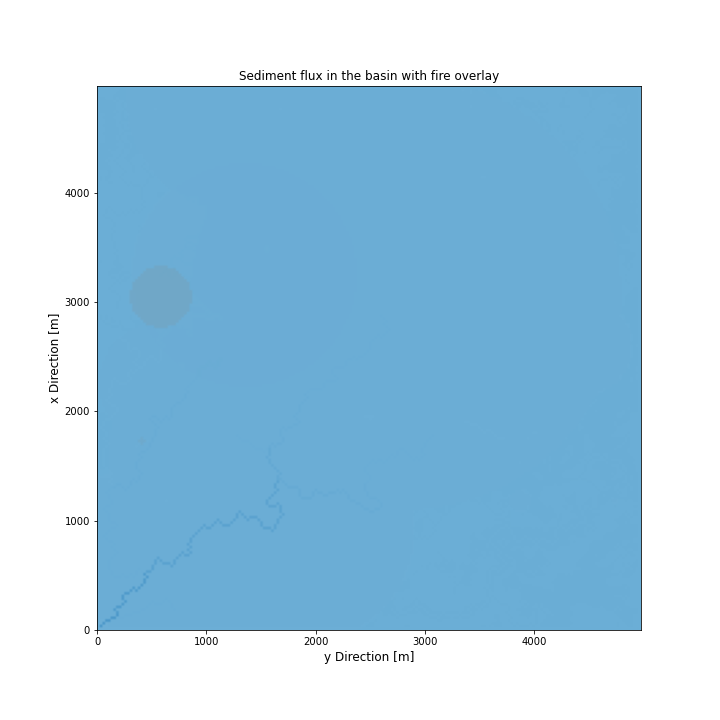 Sediment flux in the basin with fire overlay
4000
3000
2000
1000
0
x Direction [m]
0 1000 2000 3000 4000
y Direction [m]